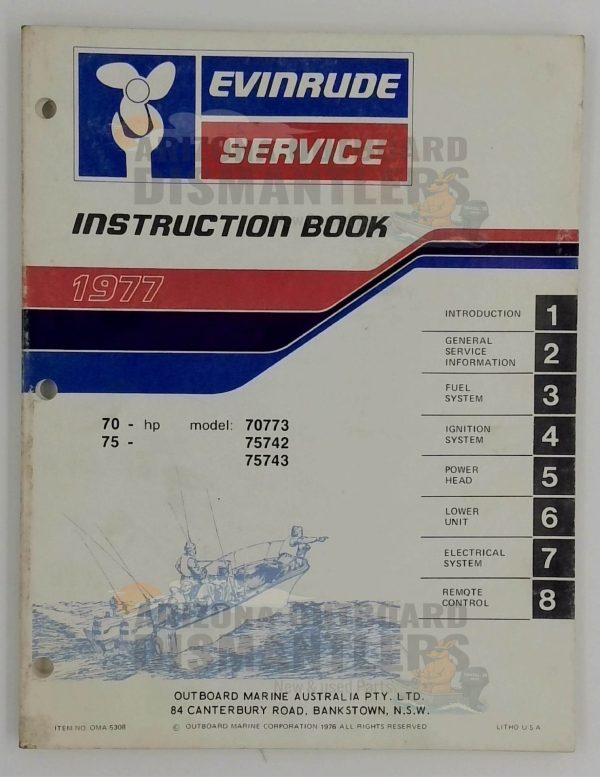 EVINRUDE
SERVICE
ARIZONA OUTBOARD
DISMANTLERS
INSTRUCTION BOOK
1977
INTRODUCTION 1
GENERAL
SERVICE
INFORMATION 2
FUEL
SYSTEM 3
IGNITION
SYSTEM 4
POWER
HEAD 5
LOWER
UNIT 6
ELECTRICAL
SYSTEM 7
REMOTE
CONTROL 8
70 - hp model: 70773
75 - 75742
75743
ARIZONA OUTBOARD
DISMANTLERS
New & used Parts
OUTBOARD MARINE AUSTRALIA PTY. LTD.
84 CANTERBURY ROAD, BANKSTOWN, N.S.W.
ITEM NO. OMA 5308 © OUTBOARD MARINE CORPORATION 1976 ALL RIGHTS RESERVED LITHO U S A